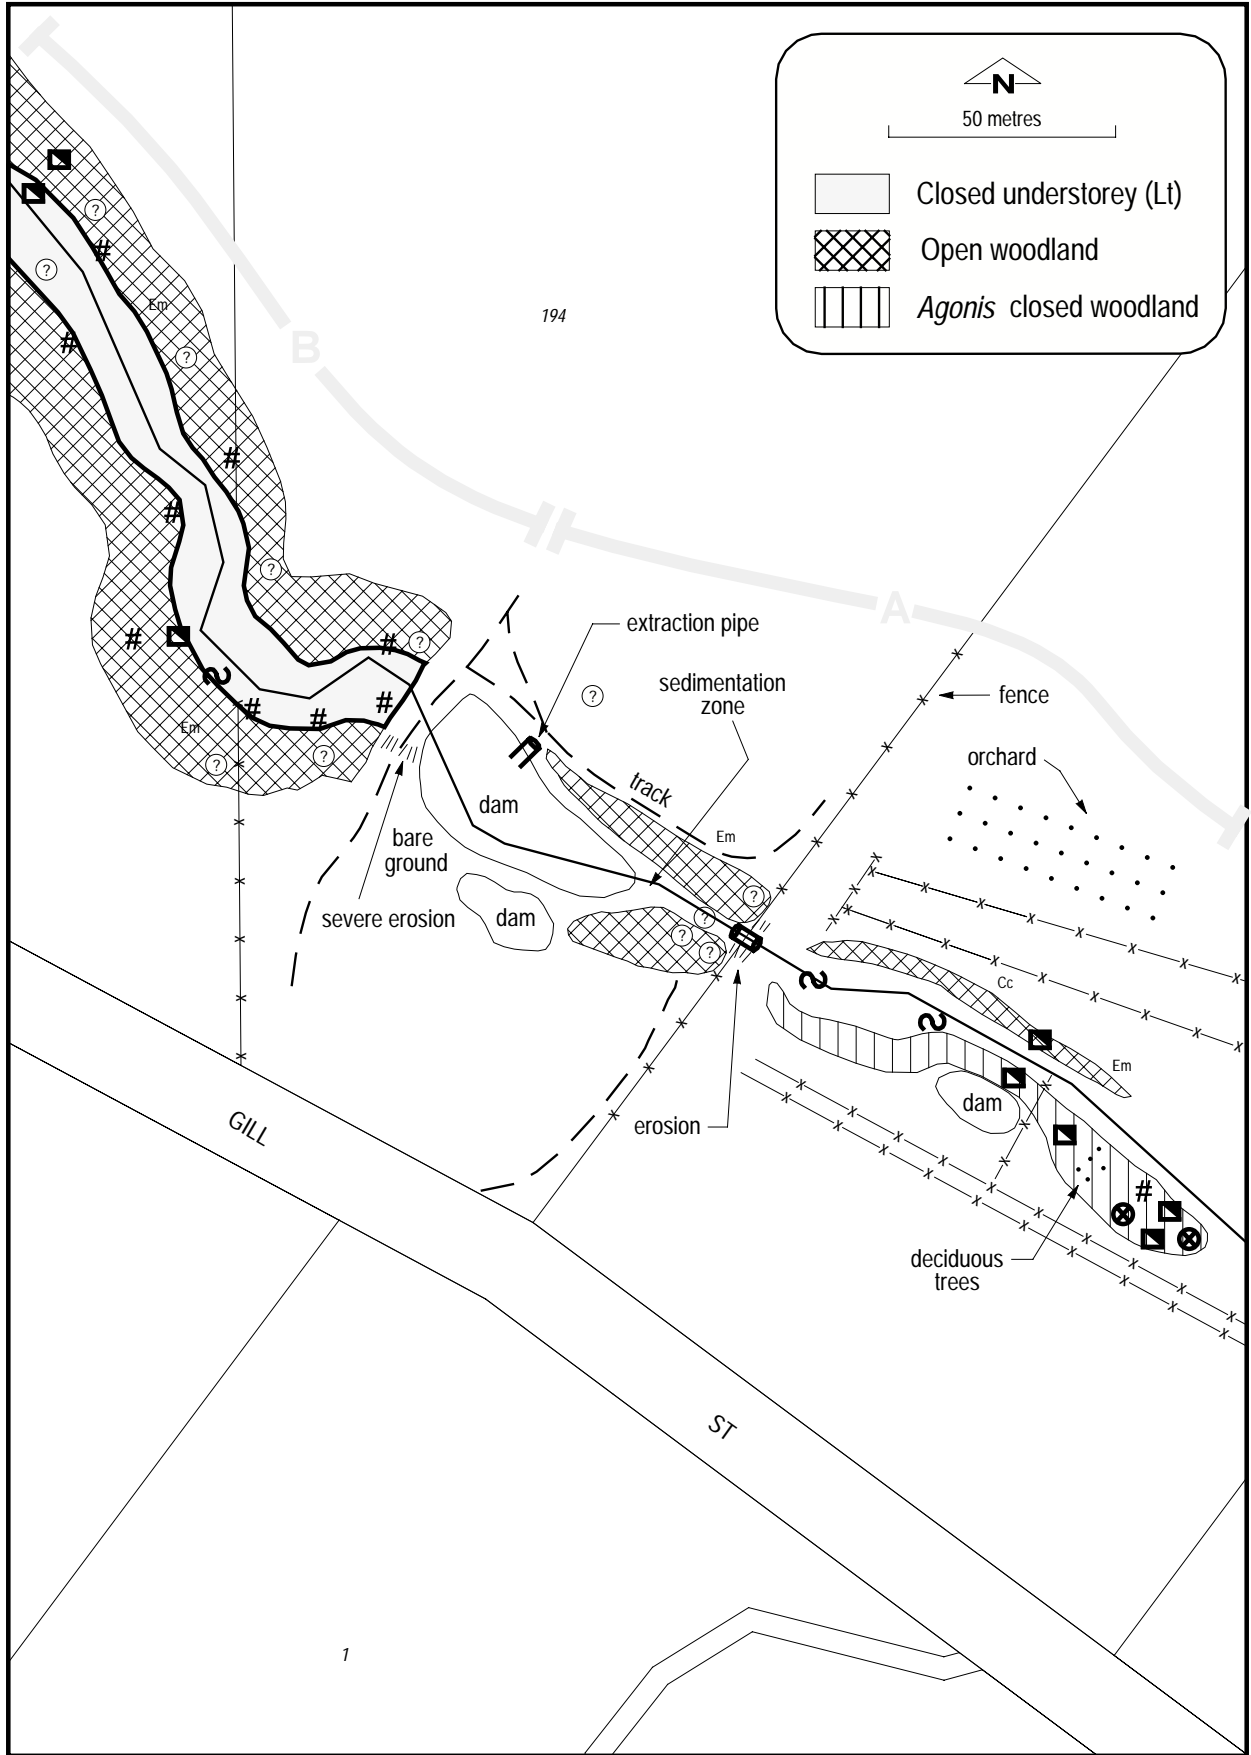 N
50 metres
Closed understorey (Lt)
Open woodland
Agonis closed woodland
Em
194
B
A
extraction pipe
sedimentation
zone
fence
orchard
track
Em
dam
Em
bare
ground
severe erosion
dam
Cc
Em
dam
erosion
GILL
deciduous
trees
ST
1